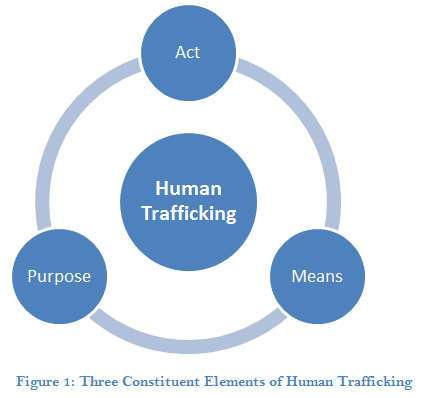 Act
Human
Trafficking
Purpose
Means
Figure 1: Three Constituent Elements of Human Trafficking